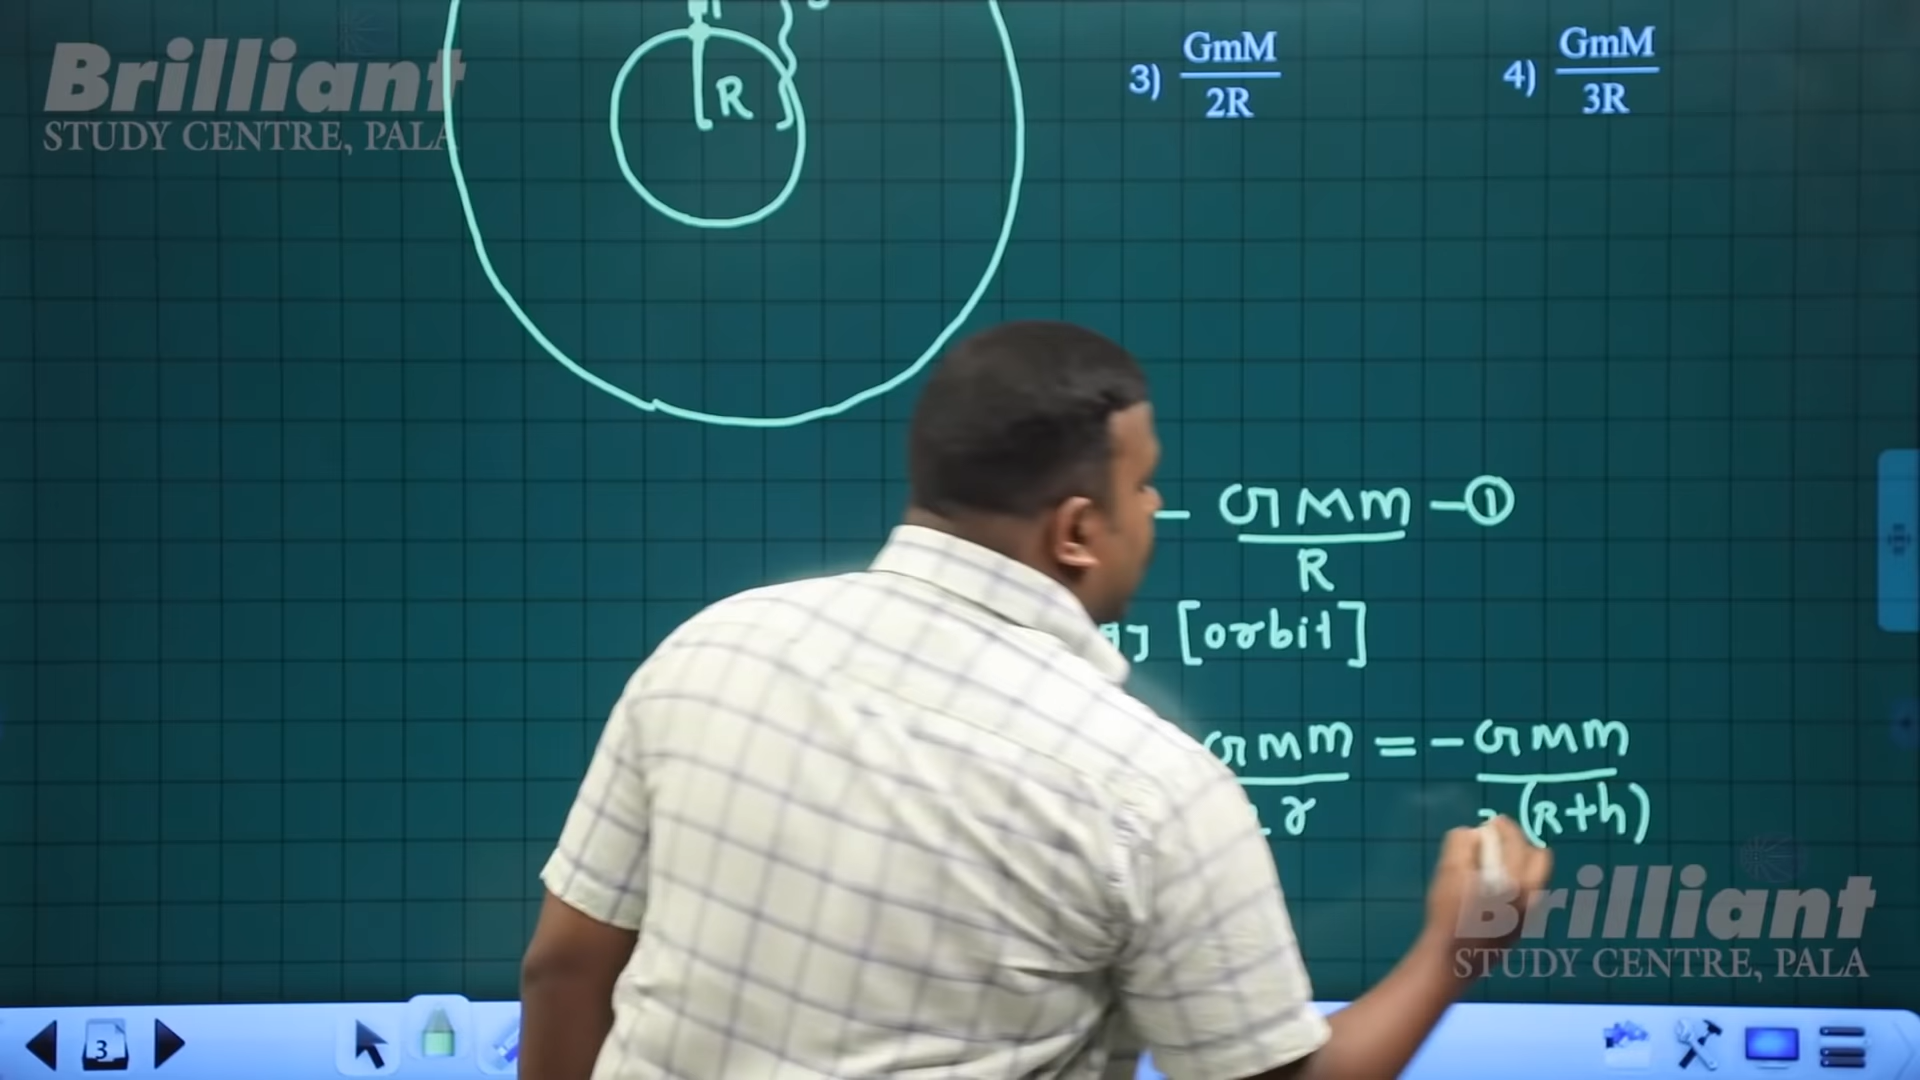 Brilliant
STUDY CENTRE, PALA
R
3) GmM
2R
4) GmM
3R
- GMm - ①
R
[orbit]
GMm = - GMm
r
(R+h)
Brilliant
STUDY CENTRE, PALA
3